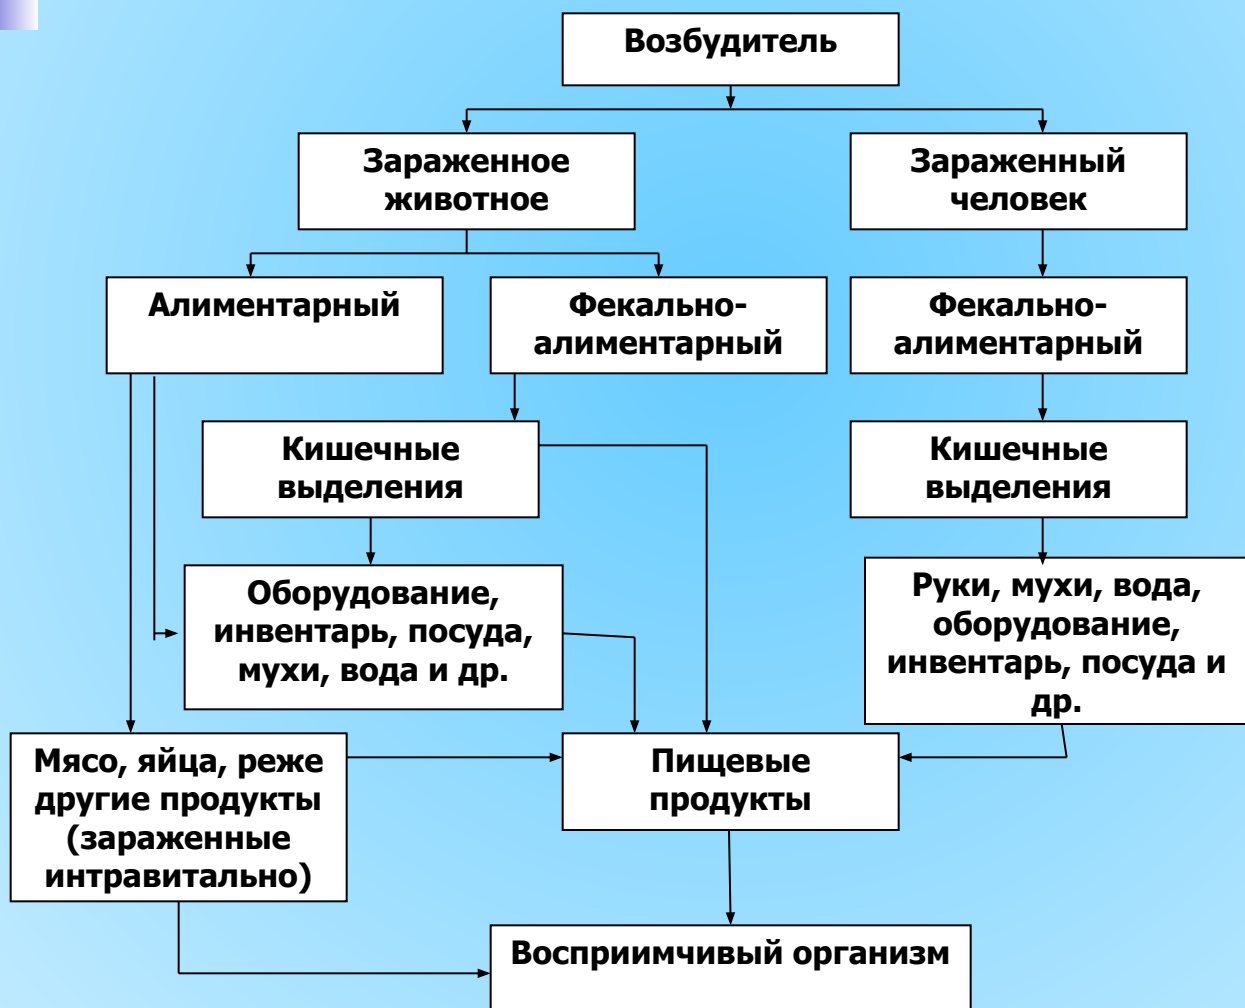 Возбудитель
Зараженное
животное
Зараженный
человек
Алиментарный
Фекально-
алиментарный
Фекально-
алиментарный
Кишечные
выделения
Кишечные
выделения
Оборудование,
инвентарь, посуда,
мухи, вода и др.
Руки, мухи, вода,
оборудование,
инвентарь, посуда и
др.
Мясо, яйца, реже
другие продукты
(зараженные
интравитально)
Пищевые
продукты
Восприимчивый организм